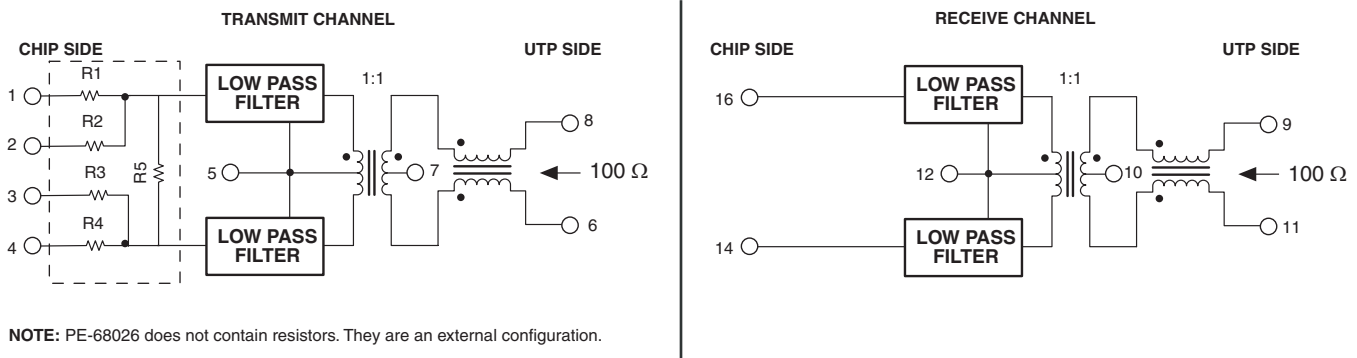 TRANSMIT CHANNEL
CHIP SIDE
UTP SIDE
R1
R2
R3
R4
R5
1
2
3
4
LOW PASS
FILTER
LOW PASS
FILTER
1:1
5
7
8
6
100 Ω
NOTE: PE-68026 does not contain resistors. They are an external configuration.
RECEIVE CHANNEL
CHIP SIDE
UTP SIDE
16
14
LOW PASS
FILTER
LOW PASS
FILTER
1:1
12
10
9
11
100 Ω